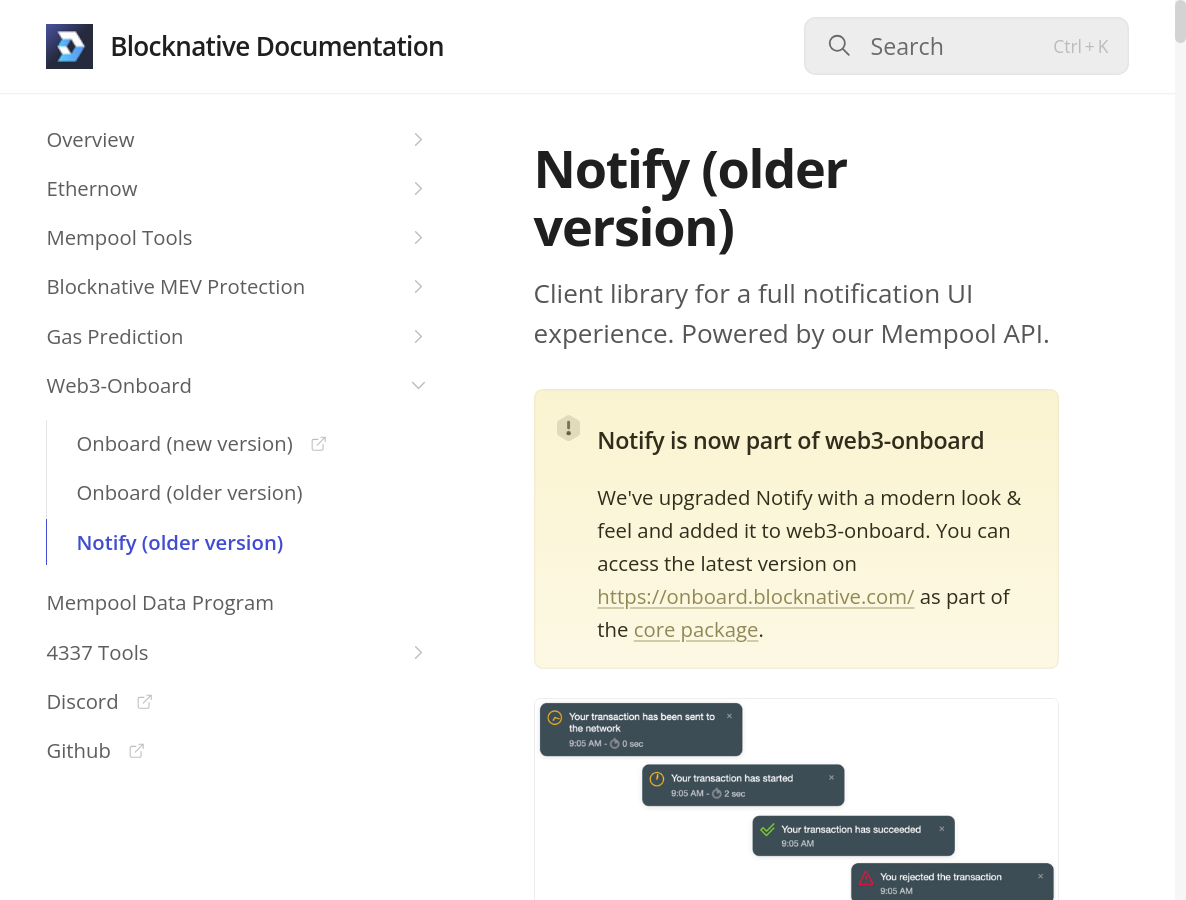 Blocknative Documentation
Search
Ctrl + K
Overview
Ethernow
Mempool Tools
Blocknative MEV Protection
Gas Prediction
Web3-Onboard
Onboard (new version)
Onboard (older version)
Notify (older version)
Mempool Data Program
4337 Tools
Discord
Github
Notify (older
version)
Client library for a full notification UI
experience. Powered by our Mempool API.
Notify is now part of web3-onboard
We've upgraded Notify with a modern look &
feel and added it to web3-onboard. You can
access the latest version on
https://onboard.blocknative.com/ as part of
the core package.
Your transaction has been sent to
the network
9:05 AM - 0 sec
Your transaction has started
9:05 AM - 2 sec
Your transaction has succeeded
9:05 AM
You rejected the transaction
9:05 AM